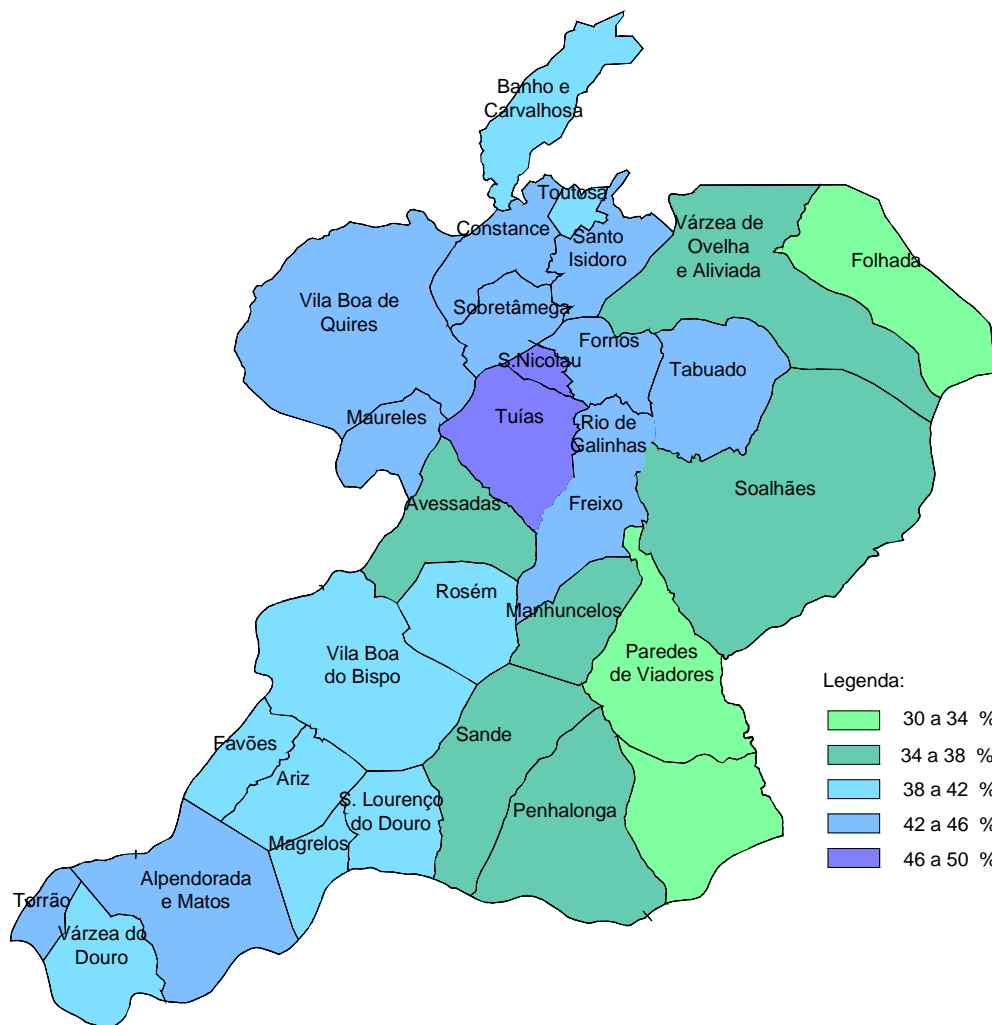 Banho e
Carvalhosa
Toutosa
Constance
Santo
Isidoro
Várzea de
Ovelha
e Aliviada
Folhada
Vila Boa de
Quires
Sobretâmega
Fornos
S.Nicolau
Tabuado
Maureles
Tuías
Rio de
Galinhas
Soalhães
Avessadas
Freixo
Rosém
Manhuncelos
Vila Boa
do Bispo
Paredes
de Viadores
Legenda:
30 a 34 %
34 a 38 %
38 a 42 %
42 a 46 %
46 a 50 %
Favões
Sande
Ariz
S. Lourenço
do Douro
Penhalonga
Magrelos
Alpendorada
e Matos
Torrão
Várzea do
Douro